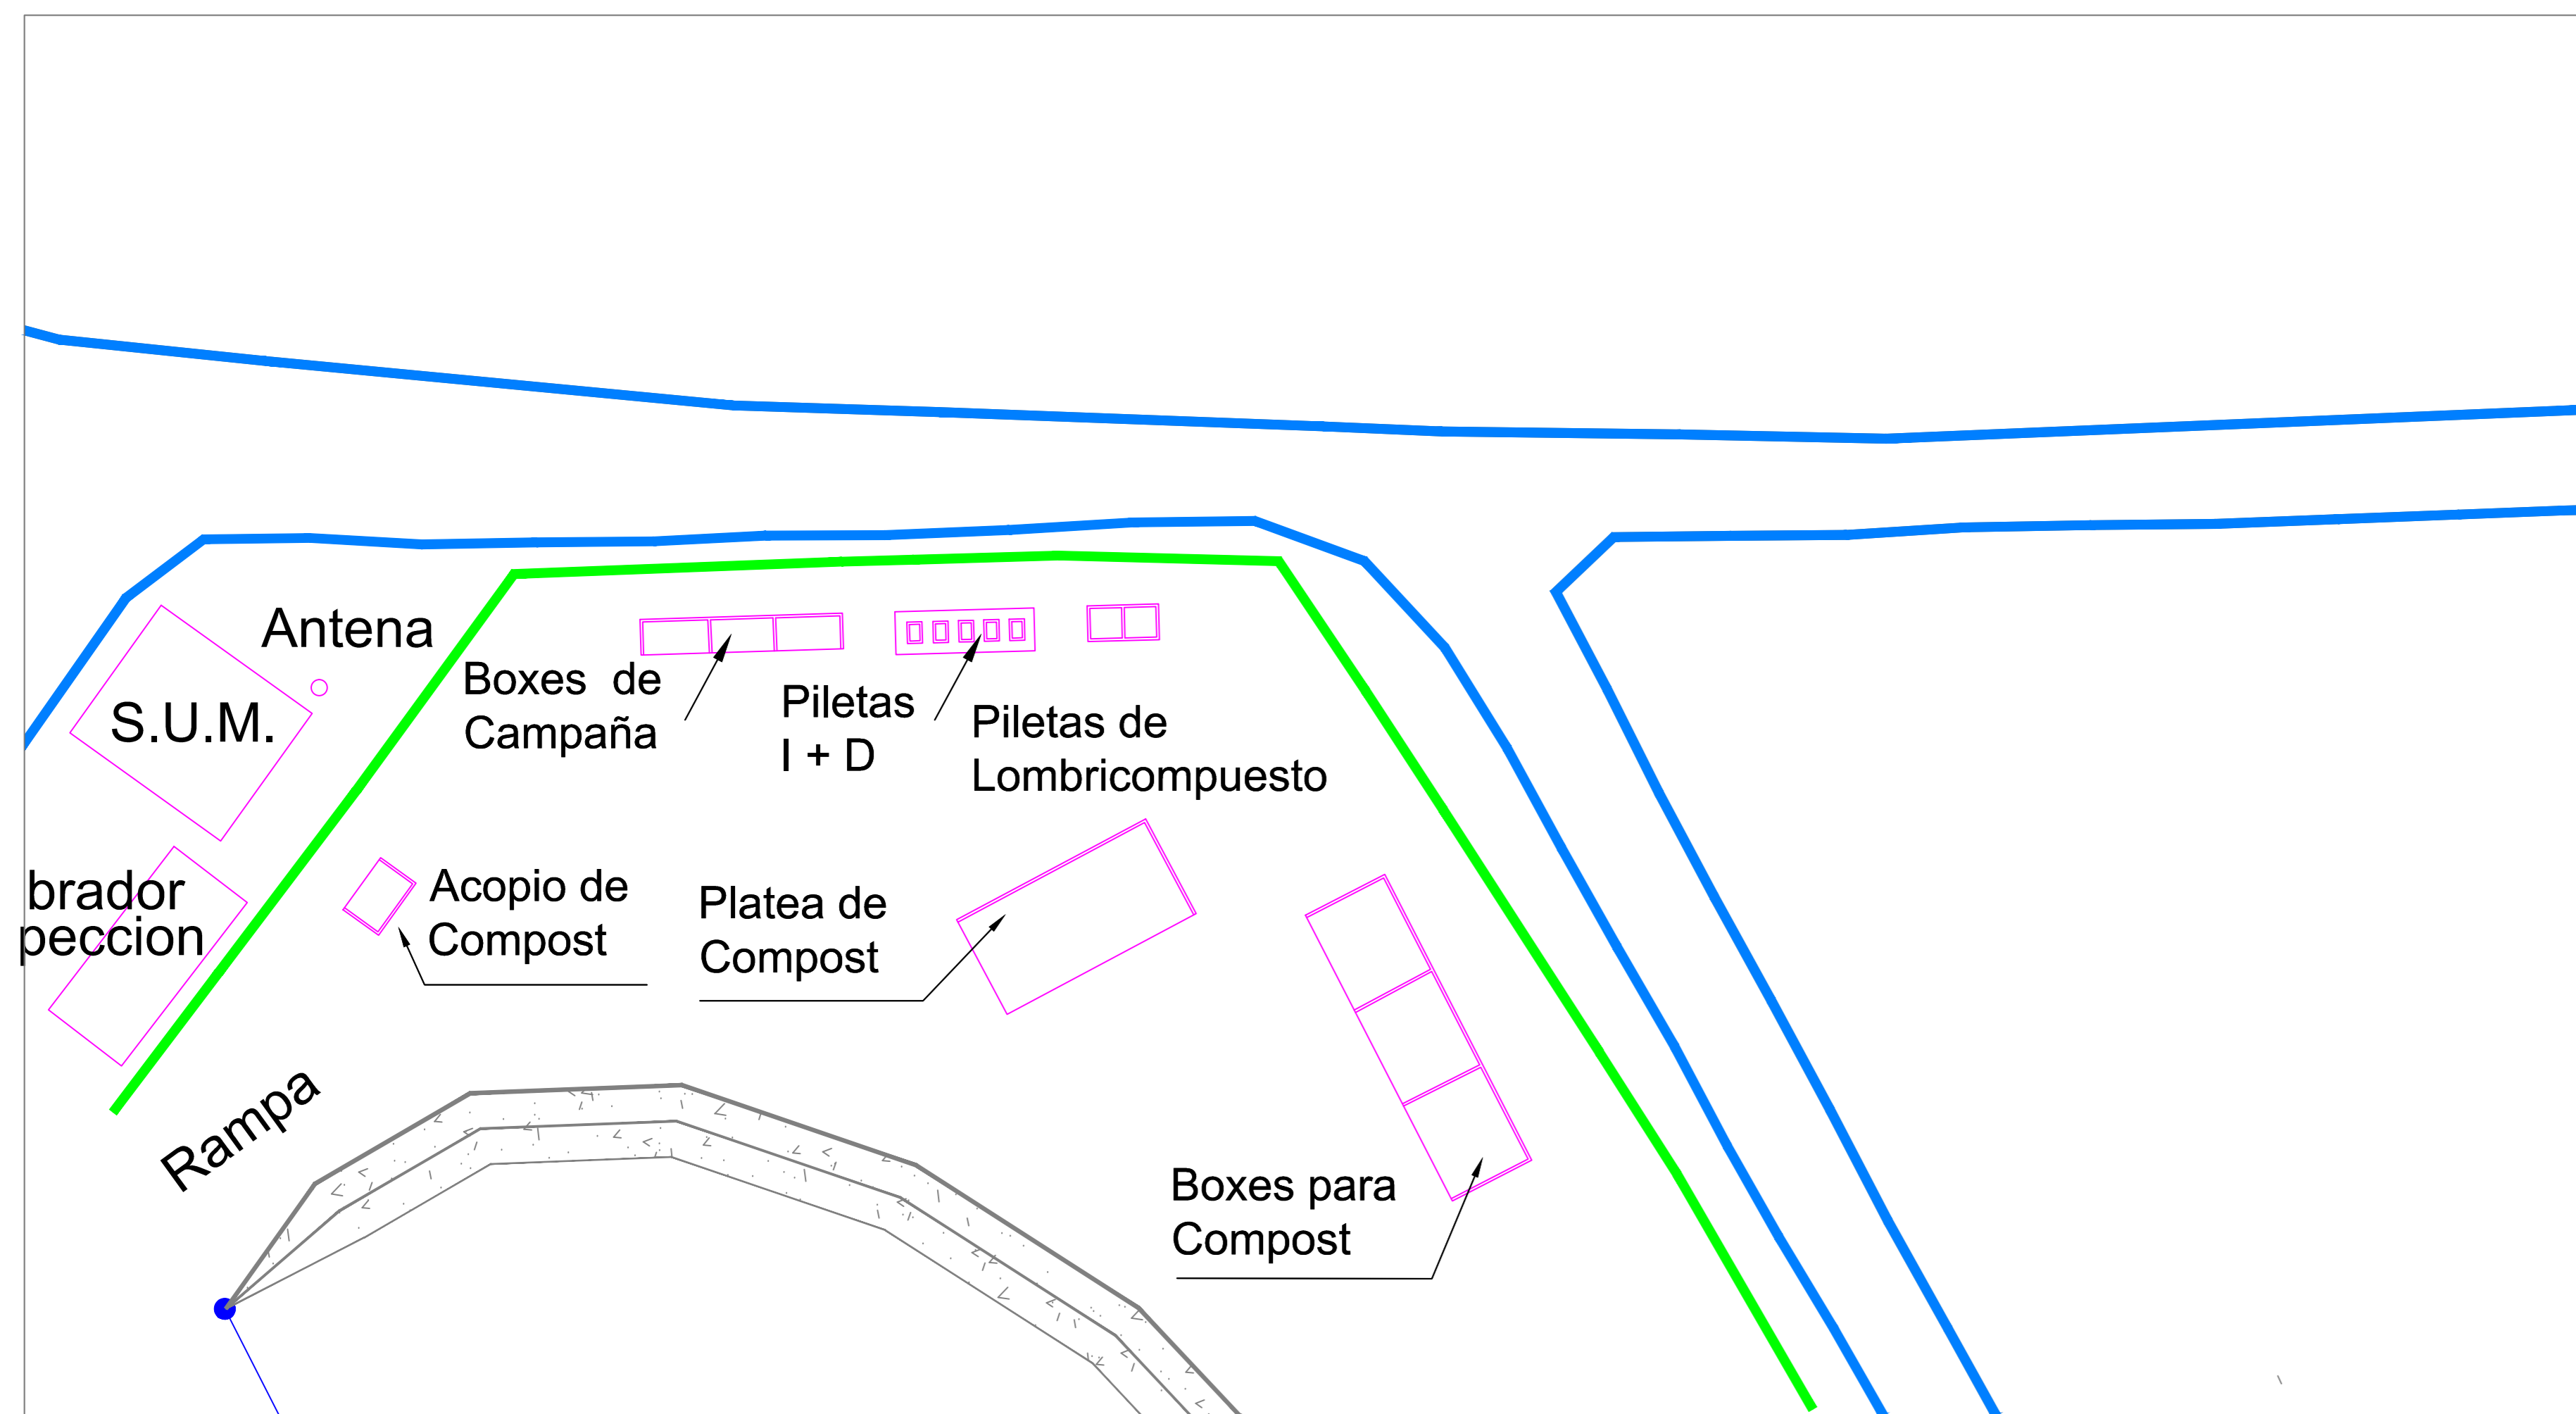 Antena
S.U.M.
Boxes de
Campaña
Piletas
I + D
Piletas de
Lombricompuesto
brador
peccion
Acopio de
Compost
Platea de
Compost
Rampa
Boxes para
Compost